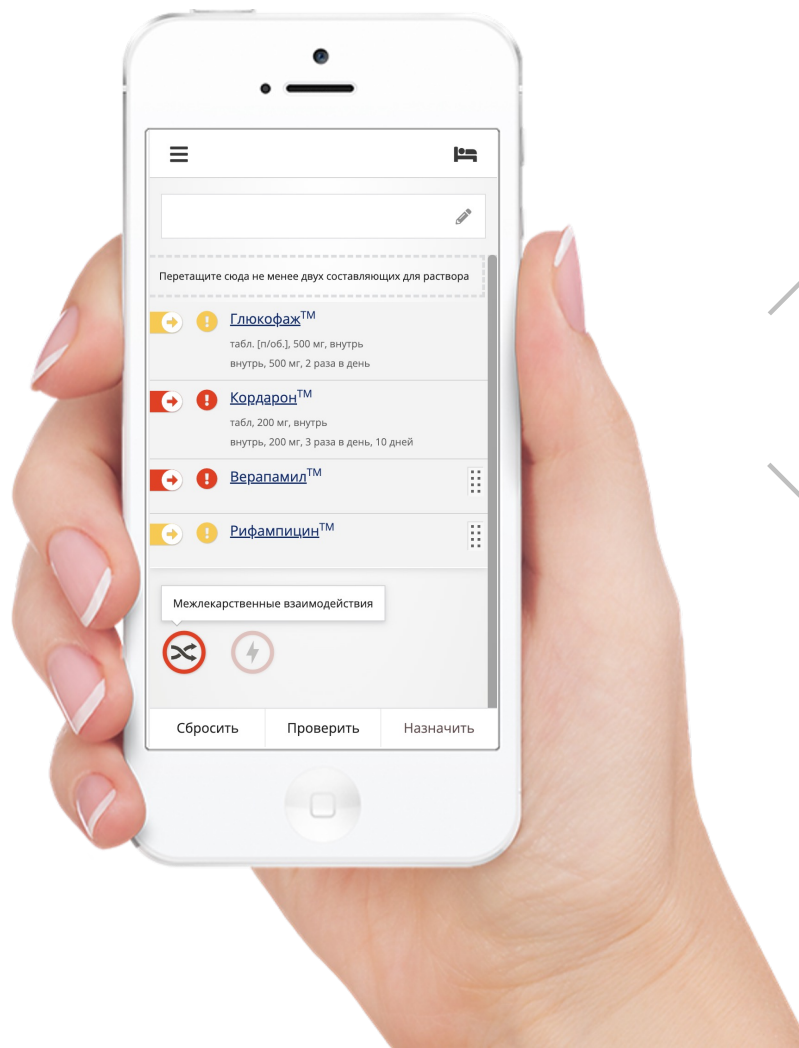 Перетащите сюда не менее двух составляющих для раствора
Глюкофаж™
табл. [п/об.], 500 мг, внутрь
внутрь, 500 мг, 2 раза в день
Кордарон™
табл, 200 мг, внутрь
внутрь, 200 мг, 3 раза в день, 10 дней
Верапамил™
Рифампицин™
Межлекарственные взаимодействия
Сбросить Проверить Назначить